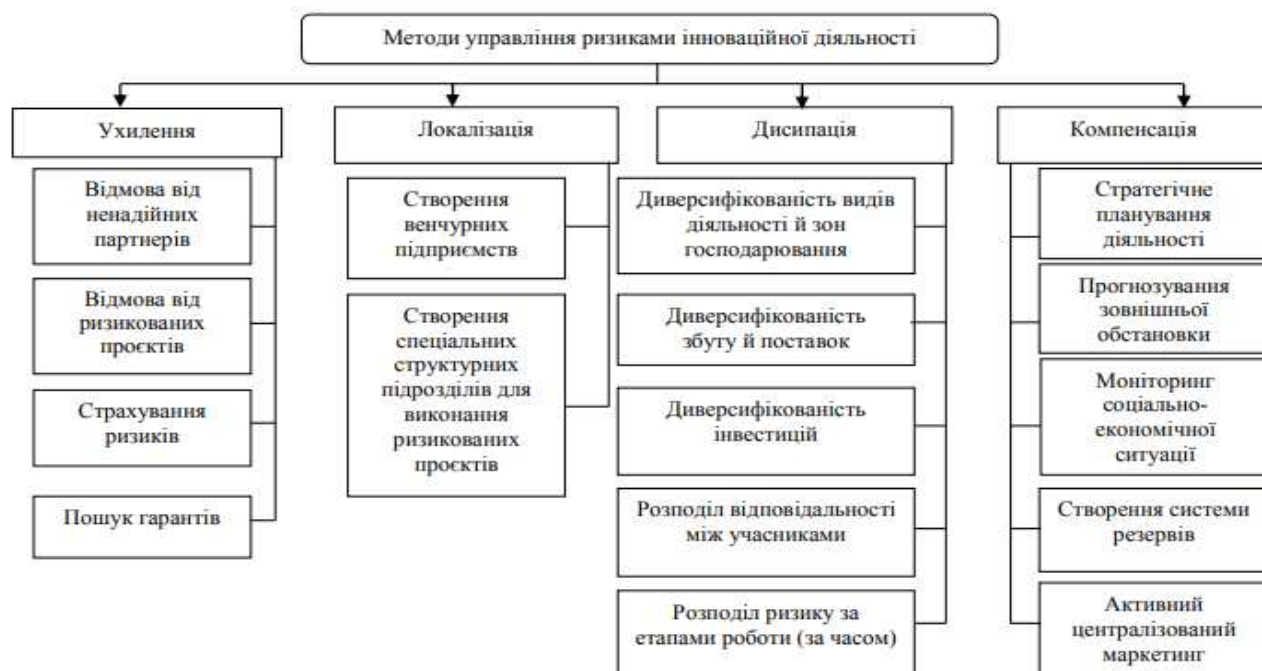 Методи управління ризиками інноваційної діяльності
Ухилення
Відмова від
ненадійних
партнерів
Відмова від
ризикованих
проєктів
Страхування
ризиків
Пошук гарантів
Локалізація
Створення
венчурних
підприємств
Створення
спеціальних
структурних
підрозділів для
виконання
ризикованих
проєктів
Дисипація
Диверсифікованість видів
діяльності й зон
господарювання
Диверсифікованість
збуту й поставок
Диверсифікованість
інвестицій
Розподіл відповідальності
між учасниками
Розподіл ризику за
етапами роботи (за часом)
Компенсація
Стратегічне
планування
діяльності
Прогнозування
зовнішньої
обстановки
Моніторинг
соціально-
економічної
ситуації
Створення системи
резервів
Активний
централізований
маркетинг